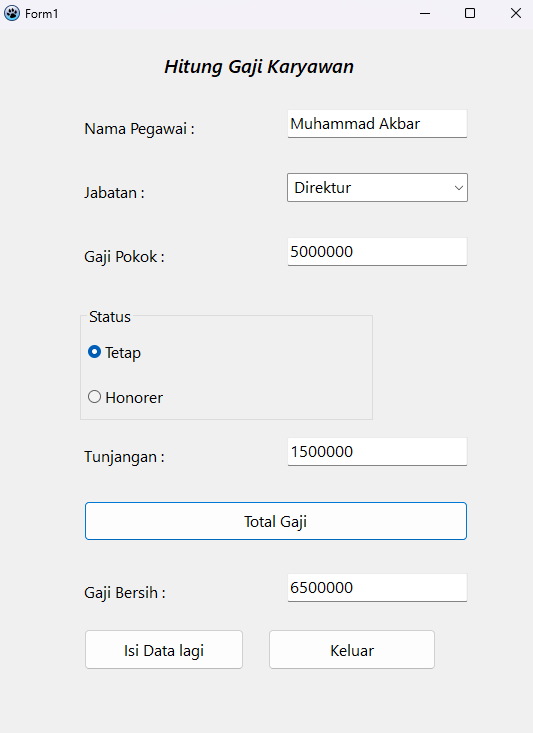 Form1
Hitung Gaji Karyawan
Nama Pegawai : Muhammad Akbar
Jabatan : Direktur
Gaji Pokok : 5000000
Status
Tetap
Honorer
Tunjangan : 1500000
Total Gaji
Gaji Bersih : 6500000
Isi Data lagi Keluar